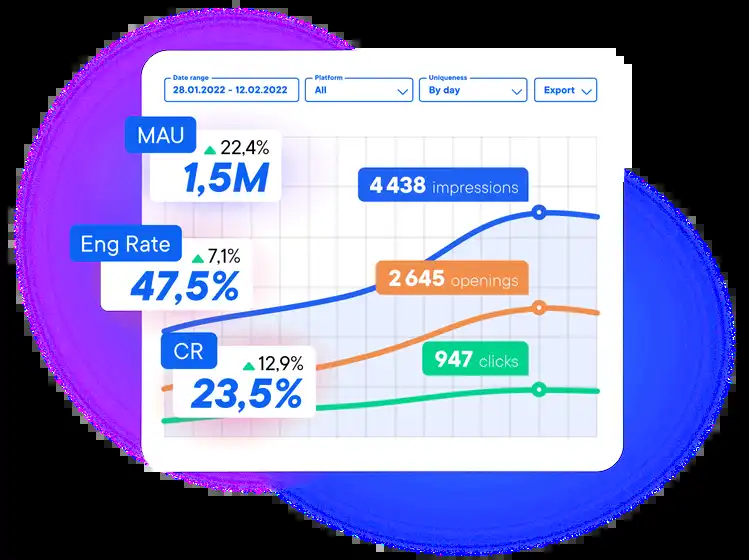 Date range
28.01.2022 - 12.02.2022
Platform
All
Uniqueness
By day
Export
MAU
22,4%
1,5M
4 438 impressions
Eng Rate
7,1%
47,5%
2 645 openings
CR
12,9%
23,5%
947 clicks